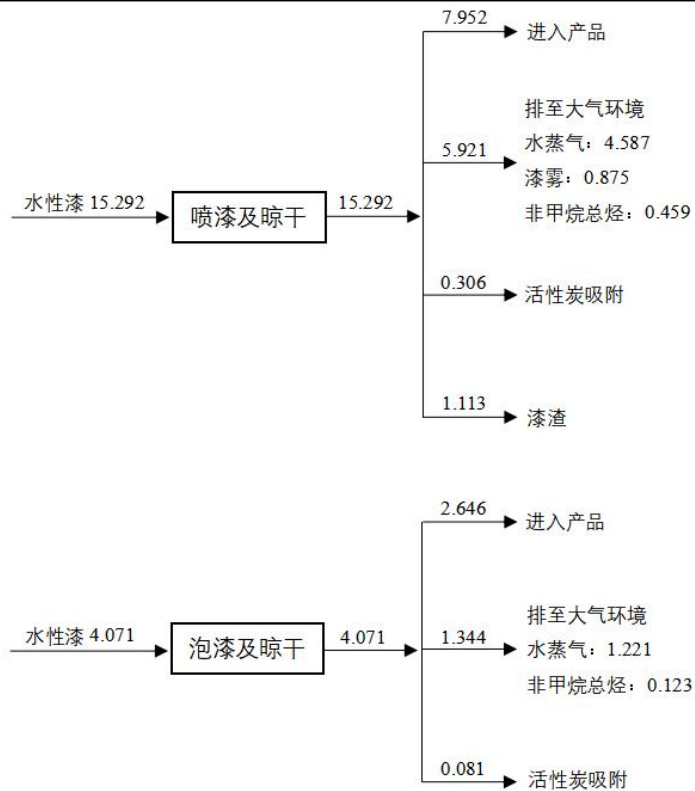 7.952
进入产品
排至大气环境
5.921
水蒸气：4.587
漆雾：0.875
非甲烷总烃：0.459
水性漆 15.292
喷漆及晾干
15.292
0.306
活性炭吸附
1.113
漆渣
2.646
进入产品
排至大气环境
1.344
水蒸气：1.221
非甲烷总烃：0.123
水性漆 4.071
泡漆及晾干
4.071
0.081
活性炭吸附